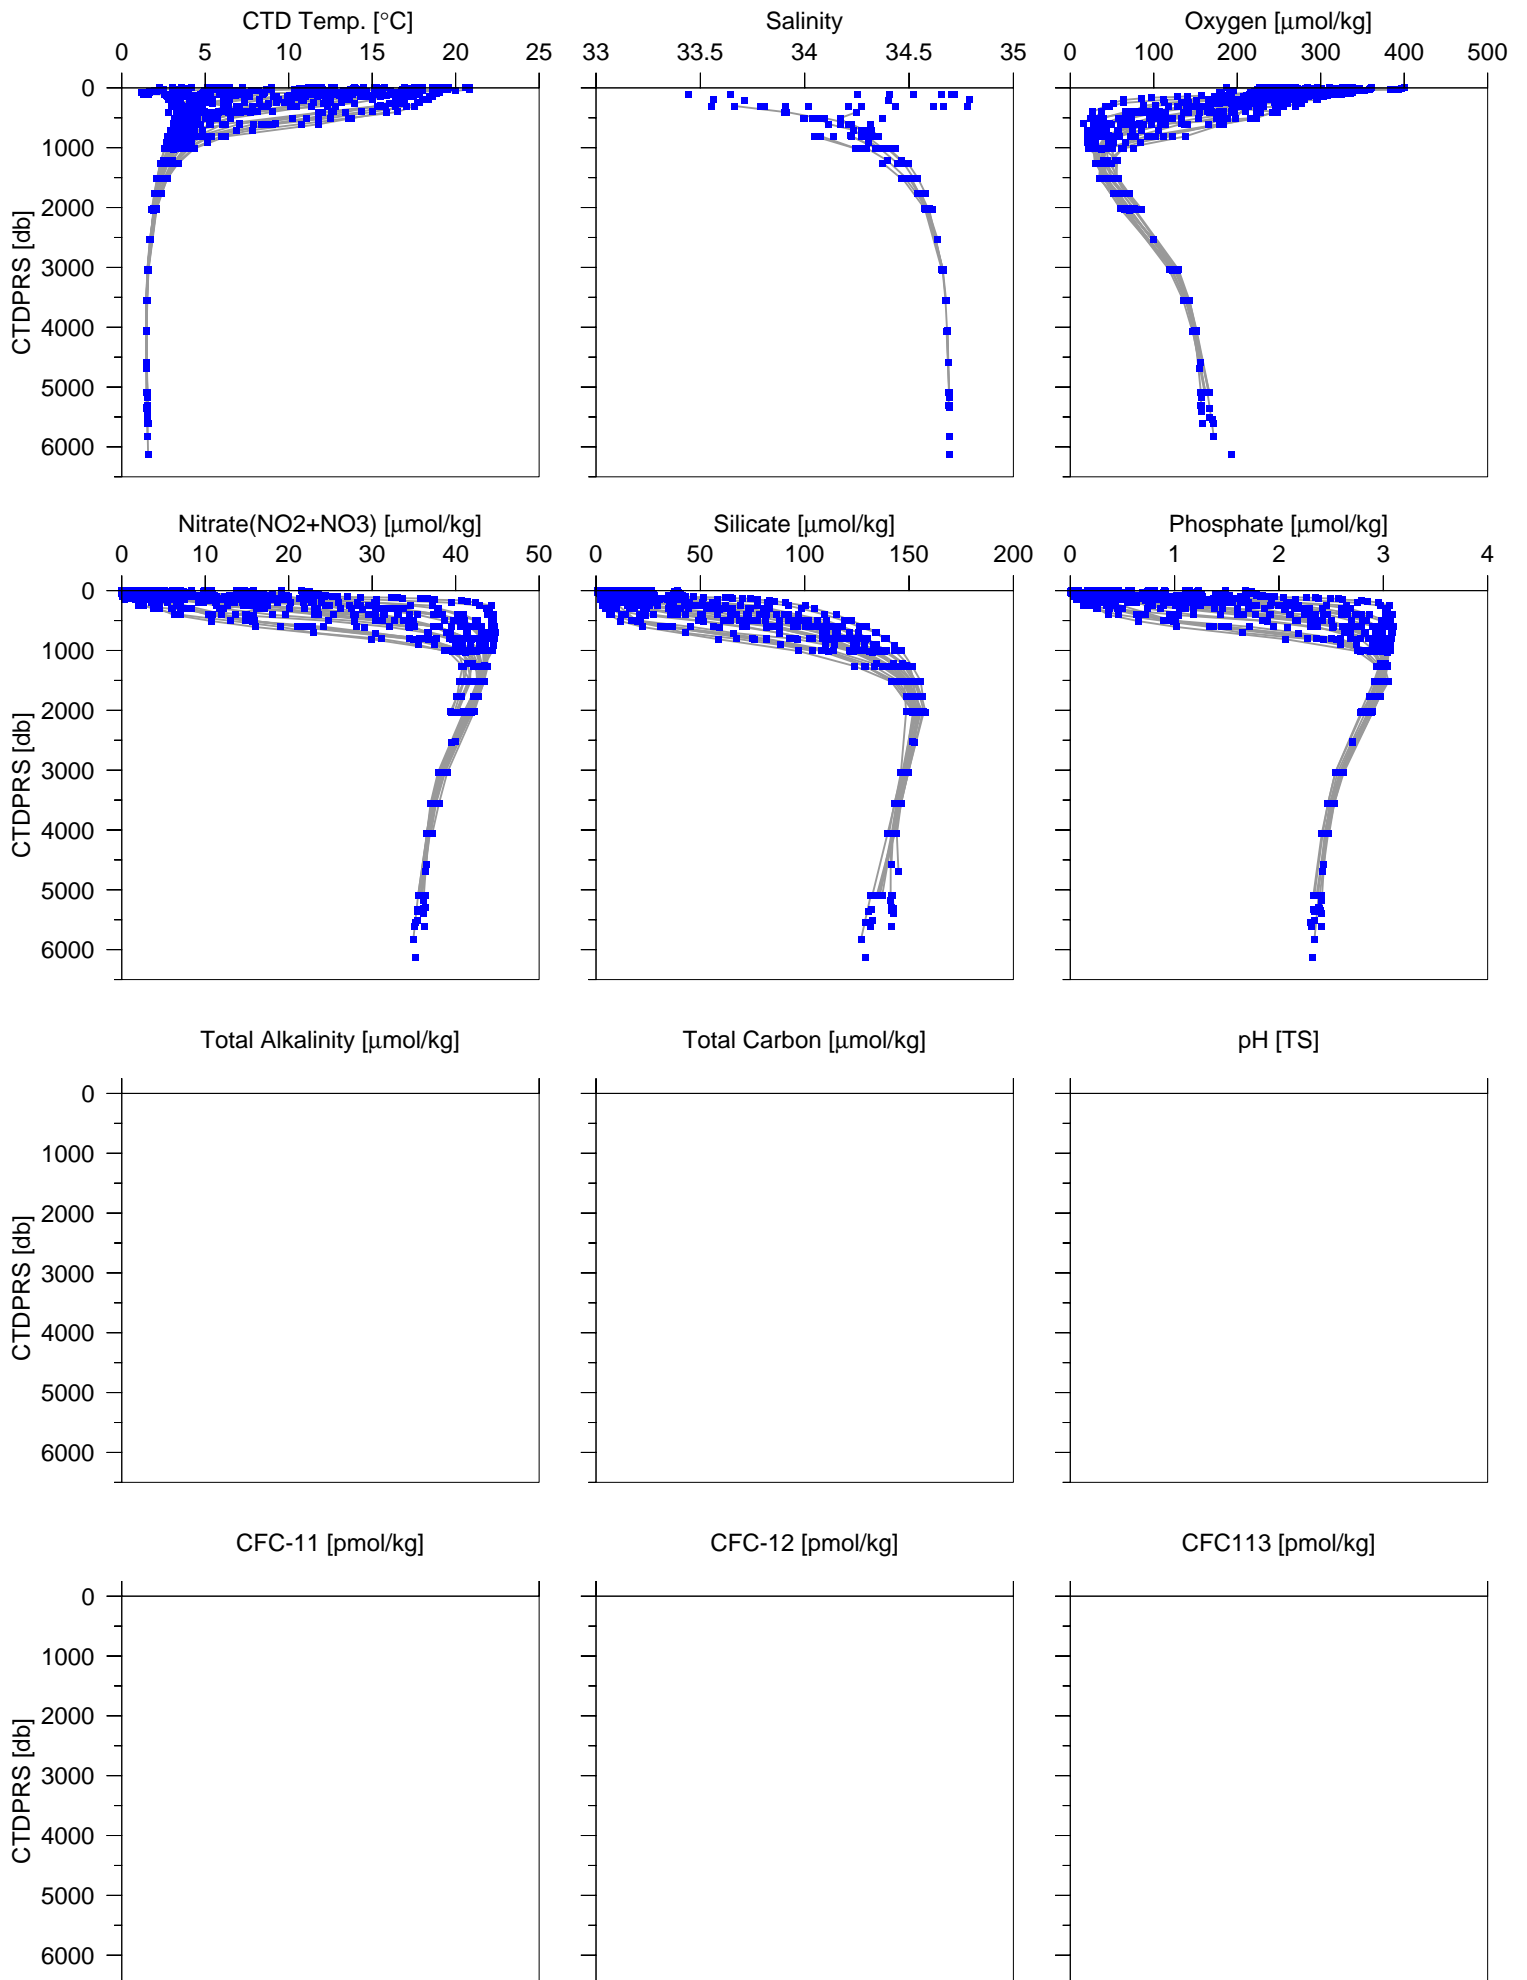 CTD Temp. [°C] Salinity Oxygen [μmol/kg]
0 5 10 15 20 25 33 33.5 34 34.5 35 0 100 200 300 400 500
0
1000
2000
3000
4000
5000
6000
CTDPRS [db]
Nitrate(NO2+NO3) [μmol/kg] Silicate [μmol/kg] Phosphate [μmol/kg]
0 10 20 30 40 50 0 50 100 150 200 0 1 2 3 4
0
1000
2000
3000
4000
5000
6000
CTDPRS [db]
Total Alkalinity [μmol/kg] Total Carbon [μmol/kg] pH [TS]
0
1000
2000
3000
4000
5000
6000
CTDPRS [db]
CFC-11 [pmol/kg] CFC-12 [pmol/kg] CFC113 [pmol/kg]
0
1000
2000
3000
4000
5000
6000
CTDPRS [db]